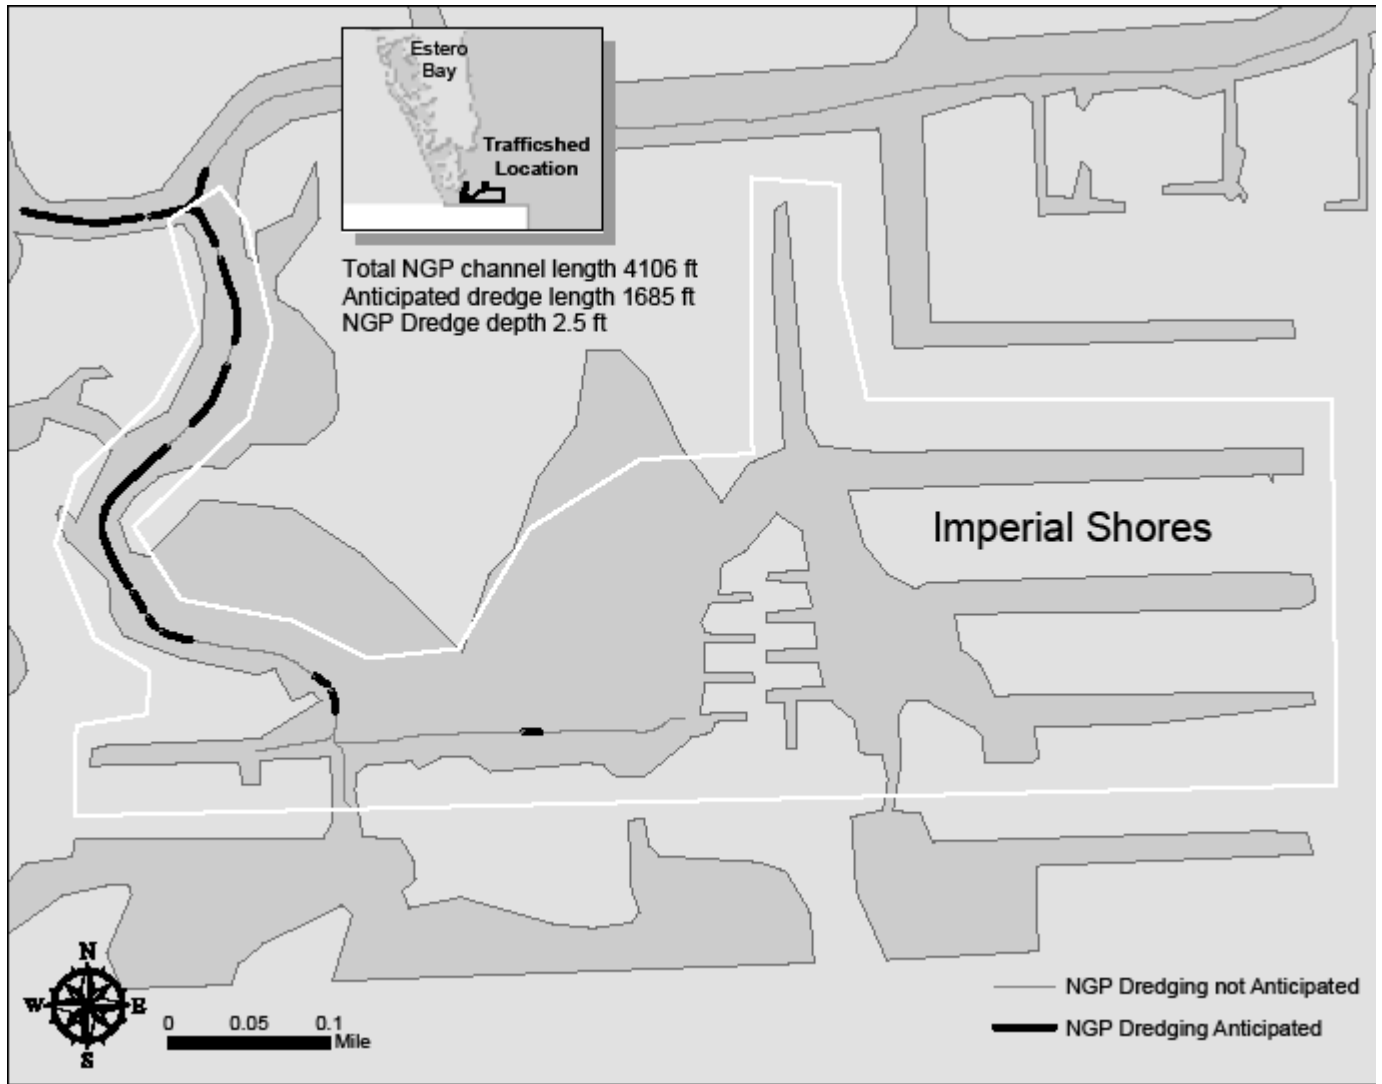 Estero
Bay
Trafficshed
Location
Total NGP channel length 4106 ft
Anticipated dredge length 1685 ft
NGP Dredge depth 2.5 ft
Imperial Shores
N
W E
S
0 0.05 0.1
Mile
NGP Dredging not Anticipated
NGP Dredging Anticipated